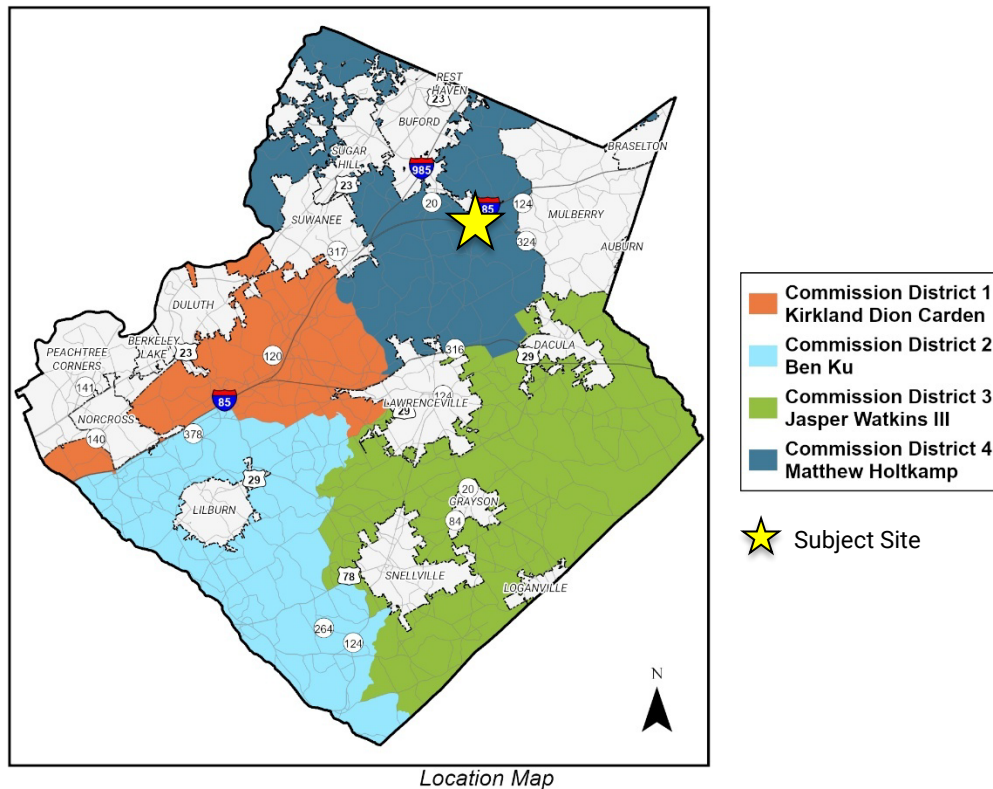 REST
HAVEN
23
BUFORD
BRASELTON
SUGAR
HILL
985
23
20
85
124
MULBERRY
SUWANEE
324
AUBURN
317
DULUTH
BERKELEY
LAKE
23
PEACHTREE
CORNERS
120
316
29
DACULA
141
124
LAWRENCEVILLE
29
85
NORCROSS
378
140
29
20
GRAYSON
LILBURN
84
78
SNELLVILLE
LOGANVILLE
264
124
N
Commission District 1
Kirkland Dion Carden
Commission District 2
Ben Ku
Commission District 3
Jasper Watkins III
Commission District 4
Matthew Holtkamp
Subject Site
Location Map